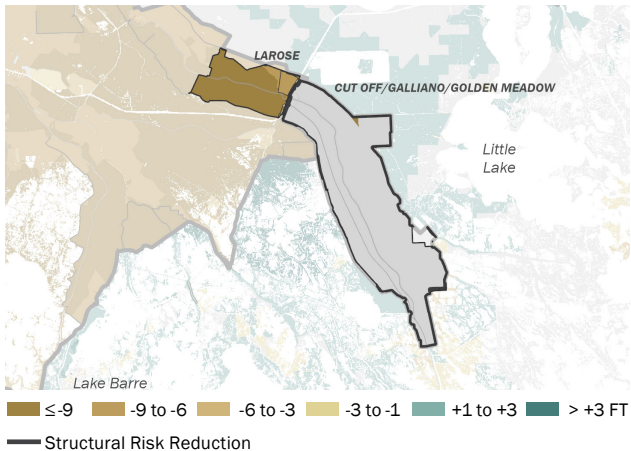 LAROSE
CUT OFF/GALLIANO/GOLDEN MEADOW
Little
Lake
Lake Barre
≤ -9
-9 to -6
-6 to -3
-3 to -1
+1 to +3
> +3 FT
Structural Risk Reduction